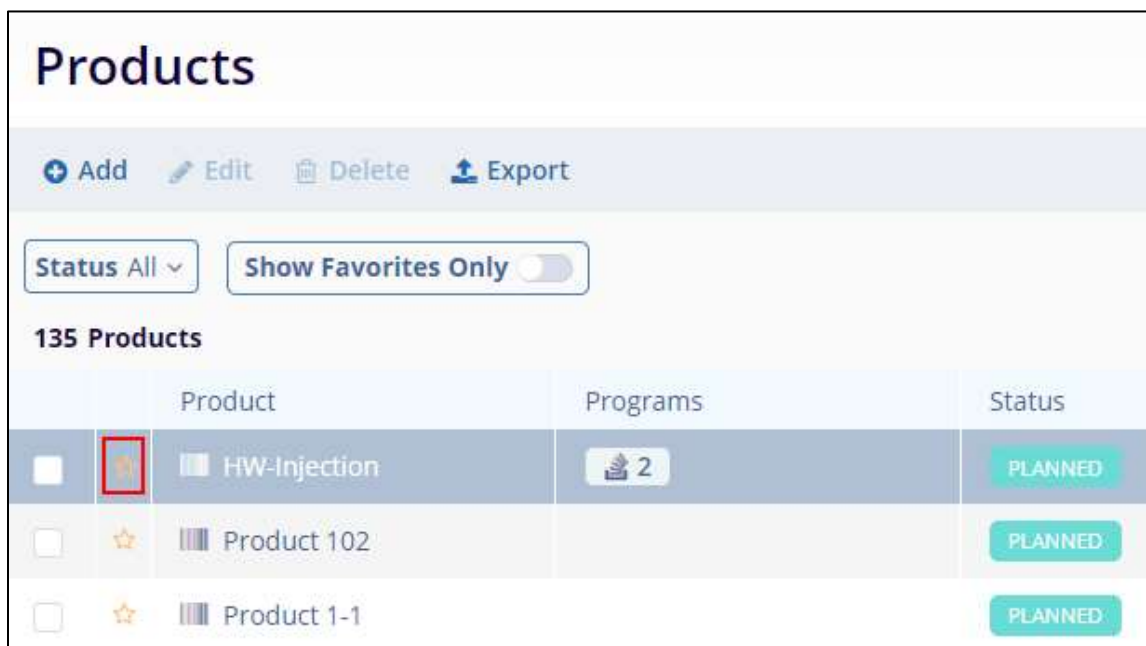 Products
Add Edit Delete Export
Status All Show Favorites Only
135 Products
Product Programs Status
HW-Injection 2 PLANNED
Product 102 PLANNED
Product 1-1 PLANNED